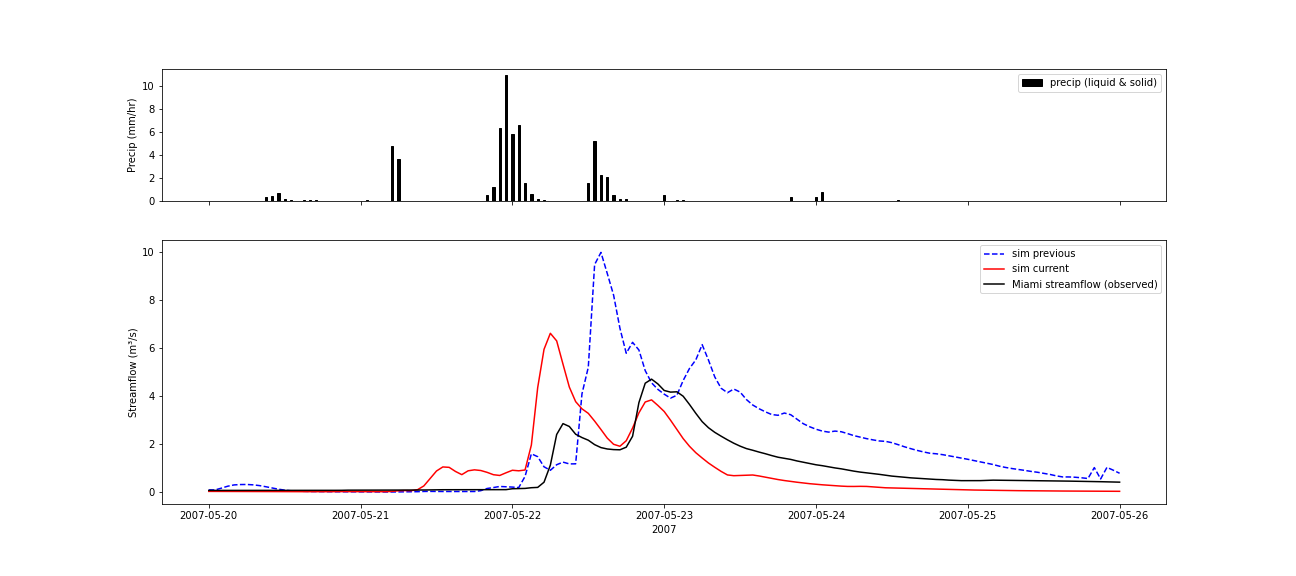 10
8
6
4
2
0
Precip (mm/hr)
precip (liquid & solid)
10
8
6
4
2
0
Streamflow (m³/s)
sim previous
sim current
Miami streamflow (observed)
2007-05-20 2007-05-21 2007-05-22 2007-05-23 2007-05-24 2007-05-25 2007-05-26
2007